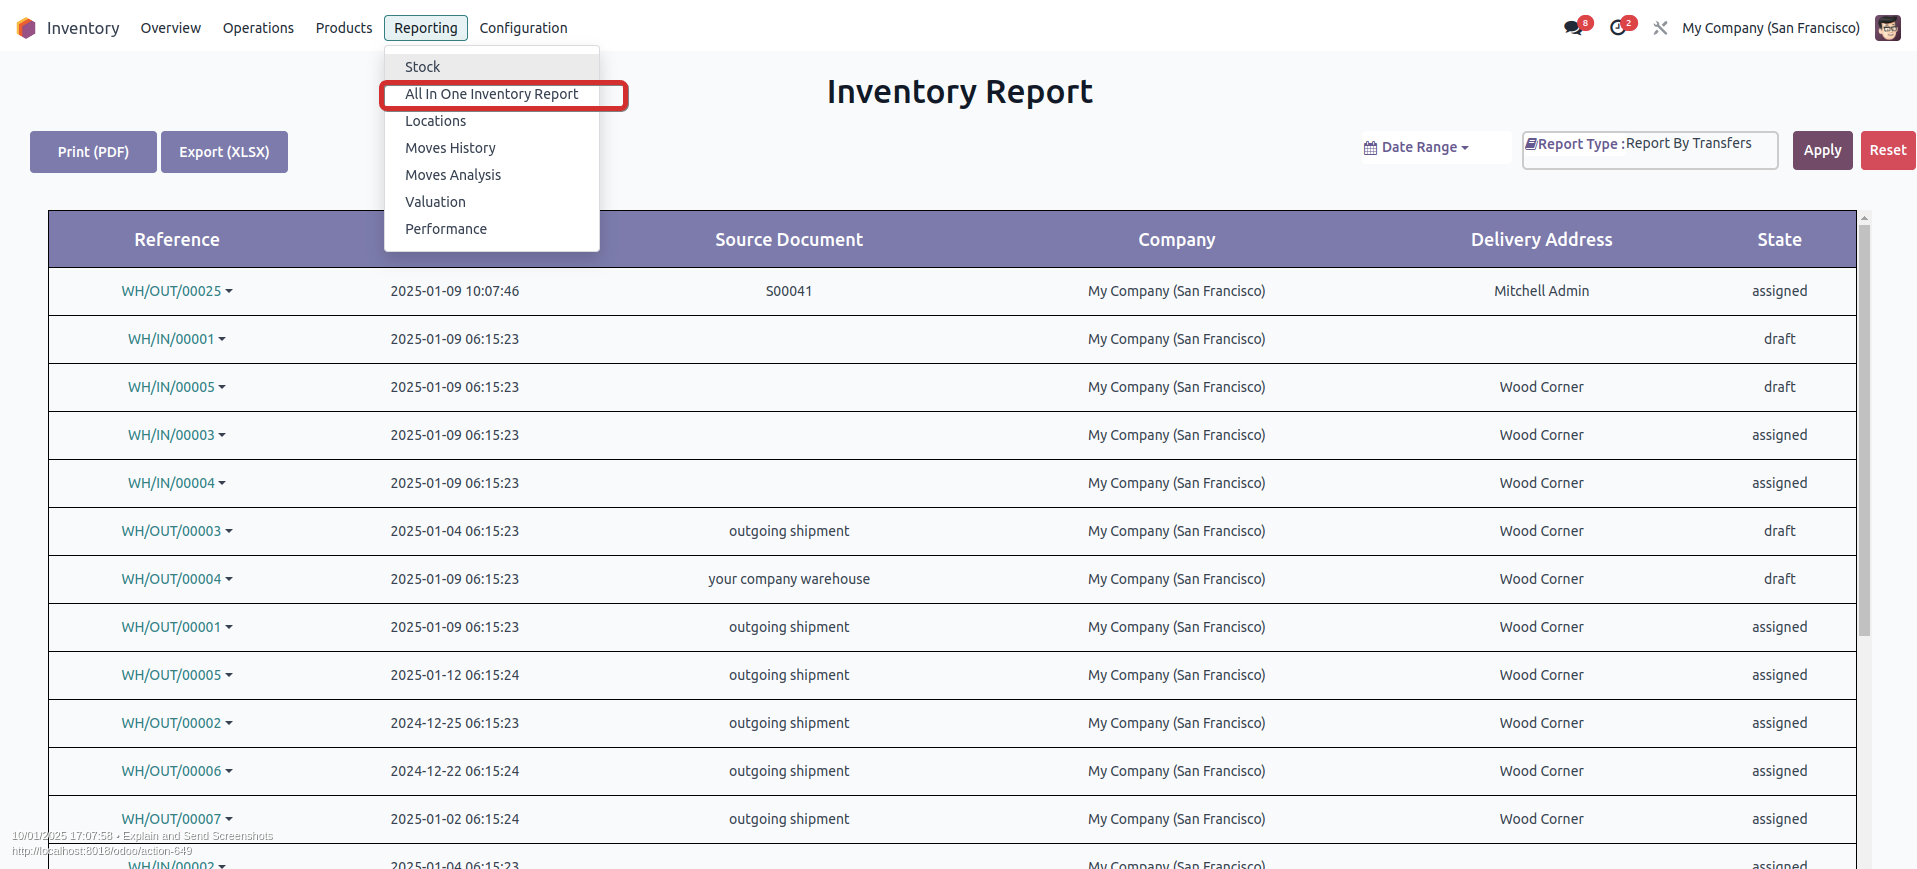 Inventory Overview Operations Products Reporting Configuration 8 2 My Company (San Francisco)
Stock
All In One Inventory Report
Locations
Moves History
Moves Analysis
Valuation
Performance
Inventory Report
Print (PDF) Export (XLSX) Date Range Report Type : Report By Transfers Apply Reset
Reference Source Document Company Delivery Address State
WH/OUT/00025 2025-01-09 10:07:46 S00041 My Company (San Francisco) Mitchell Admin assigned
WH/IN/00001 2025-01-09 06:15:23 My Company (San Francisco) draft
WH/IN/00005 2025-01-09 06:15:23 My Company (San Francisco) Wood Corner draft
WH/IN/00003 2025-01-09 06:15:23 My Company (San Francisco) Wood Corner assigned
WH/IN/00004 2025-01-09 06:15:23 My Company (San Francisco) Wood Corner assigned
WH/OUT/00003 2025-01-04 06:15:23 outgoing shipment My Company (San Francisco) Wood Corner draft
WH/OUT/00004 2025-01-09 06:15:23 your company warehouse My Company (San Francisco) Wood Corner draft
WH/OUT/00001 2025-01-09 06:15:23 outgoing shipment My Company (San Francisco) Wood Corner assigned
WH/OUT/00005 2025-01-12 06:15:24 outgoing shipment My Company (San Francisco) Wood Corner assigned
WH/OUT/00002 2024-12-25 06:15:23 outgoing shipment My Company (San Francisco) Wood Corner assigned
WH/OUT/00006 2024-12-22 06:15:24 outgoing shipment My Company (San Francisco) Wood Corner assigned
WH/OUT/00007 2025-01-02 06:15:24 outgoing shipment My Company (San Francisco) Wood Corner assigned
10/01/2025 17:07:58 • Explain and Send Screenshots
http://localhost:8018/odoo/action-649
WH/IN/00002 2025-01-04 06:15:23 My Company (San Francisco) Wood Corner assigned